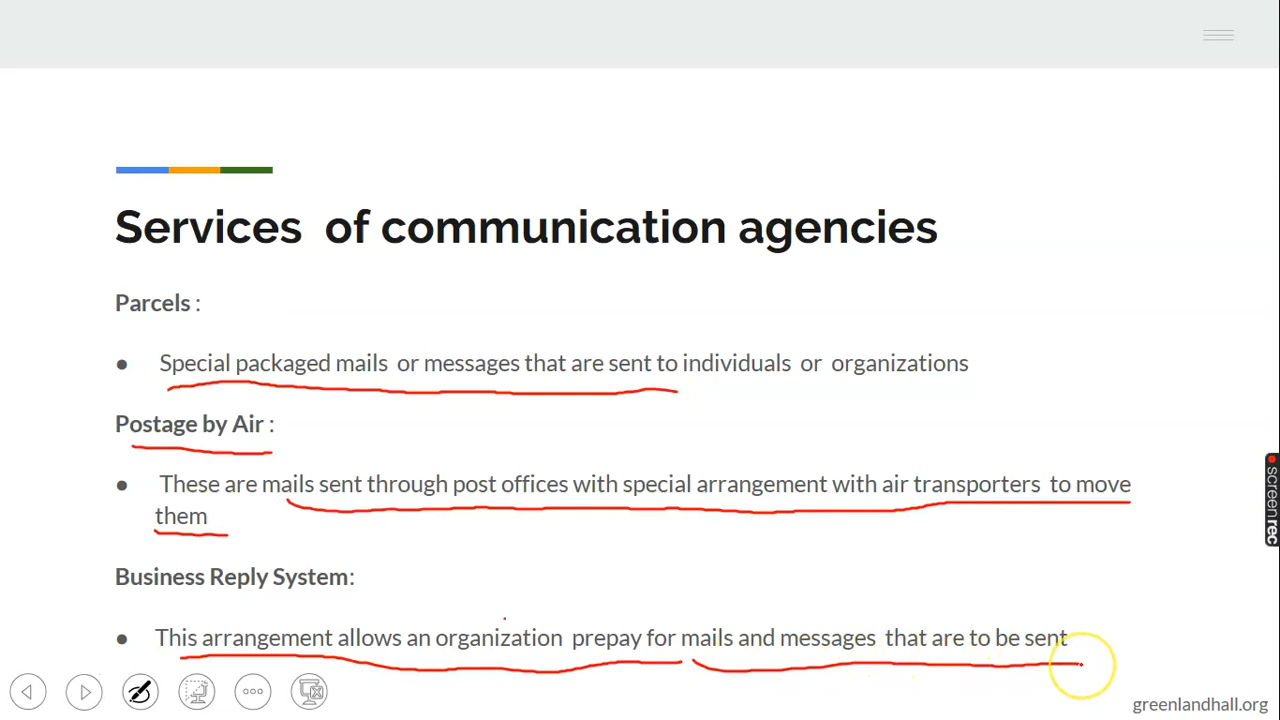 Services of communication agencies
Parcels :
● Special packaged mails or messages that are sent to individuals or organizations
Postage by Air :
● These are mails sent through post offices with special arrangement with air transporters to move
them
Business Reply System:
● This arrangement allows an organization prepay for mails and messages that are to be sent
screenrec
greenlandhall.org